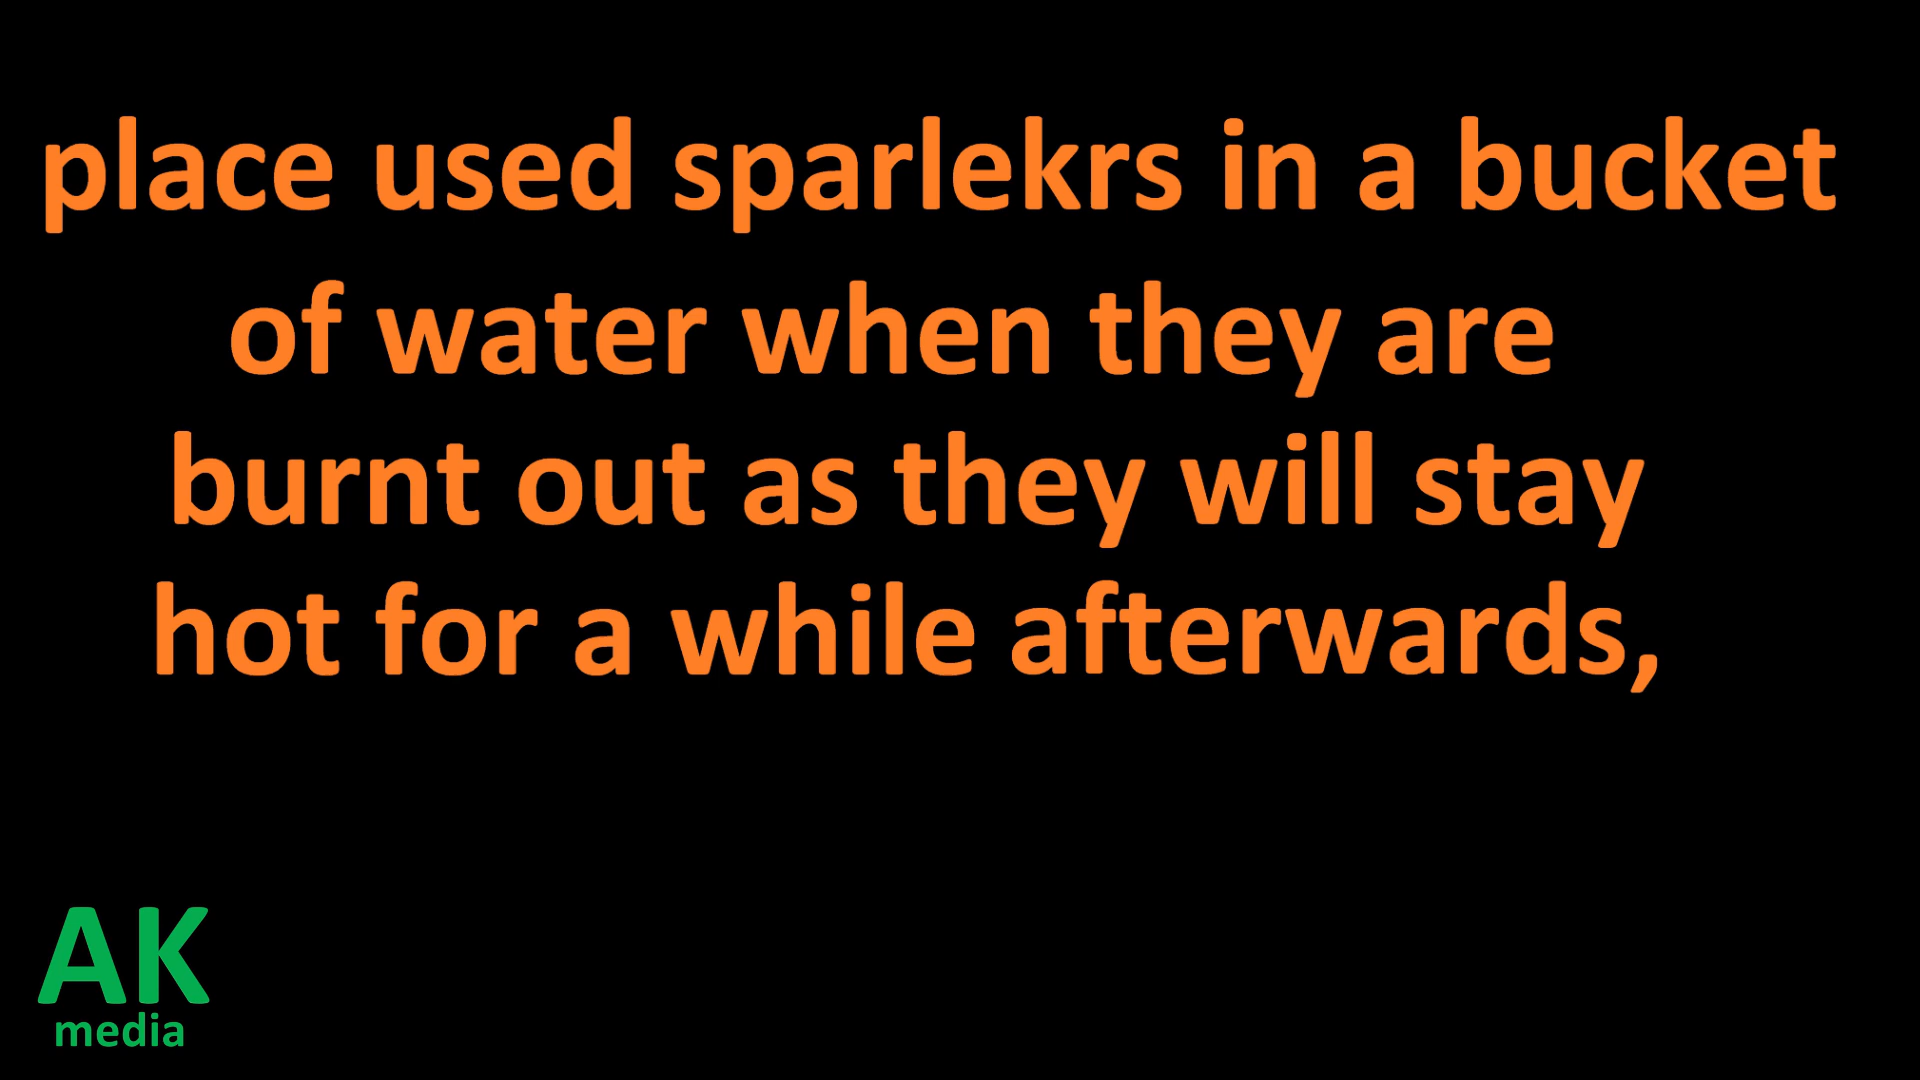 place used sparlekrs in a bucket
of water when they are
burnt out as they will stay
hot for a while afterwards,
AK
media